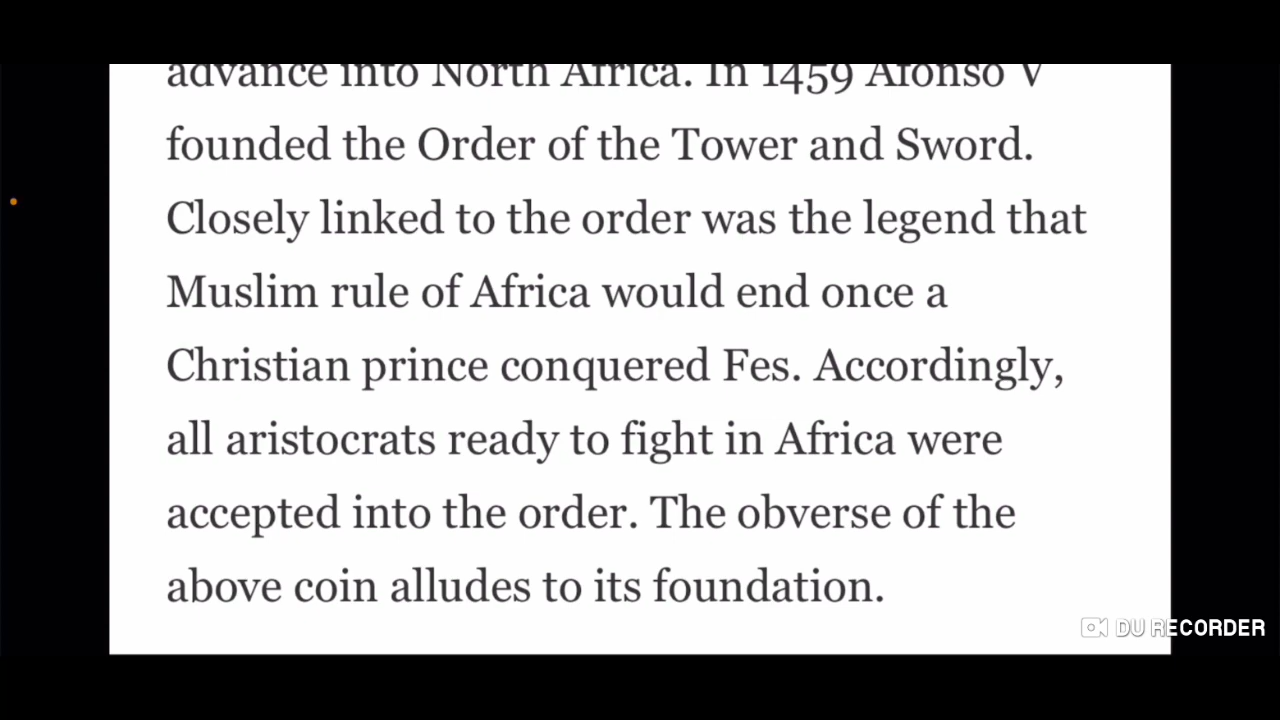 advance into North Africa. In 1459 Afonso V
founded the Order of the Tower and Sword.
Closely linked to the order was the legend that
Muslim rule of Africa would end once a
Christian prince conquered Fes. Accordingly,
all aristocrats ready to fight in Africa were
accepted into the order. The obverse of the
above coin alludes to its foundation.
DU RECORDER